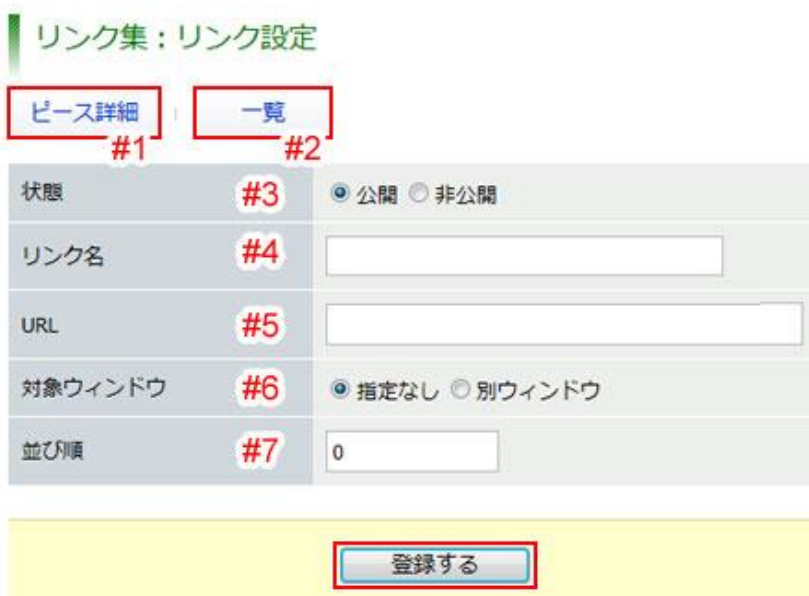 リンク集：リンク設定
ピース詳細 一覧
#1 #2
状態 #3 公開 非公開
リンク名 #4
URL #5
対象ウィンドウ #6 指定なし 別ウィンドウ
並び順 #7 0
登録する